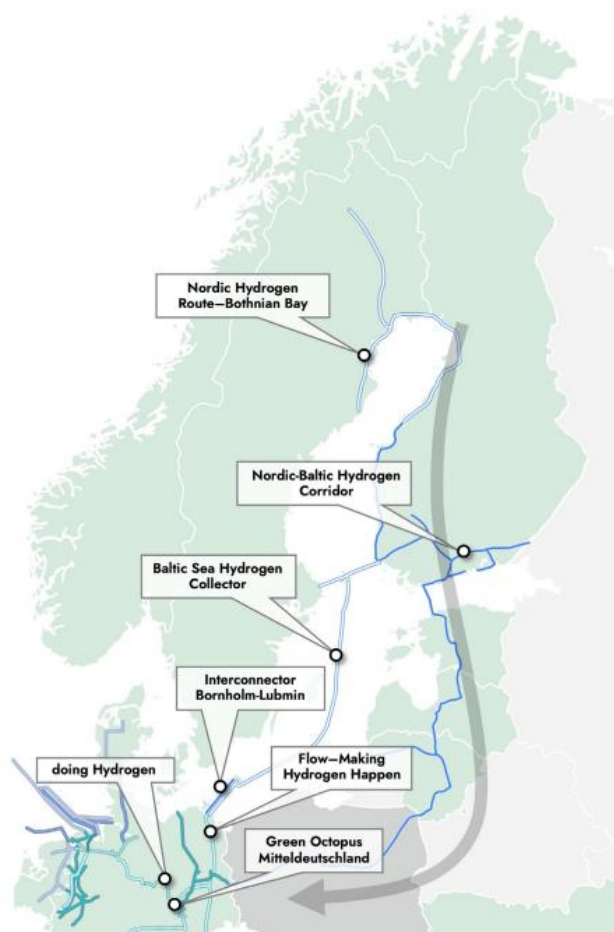 Nordic Hydrogen
Route–Bothnian Bay
Nordic-Baltic Hydrogen
Corridor
Baltic Sea Hydrogen
Collector
Interconnector
Bornholm-Lubmin
doing Hydrogen
Flow–Making
Hydrogen Happen
Green Octopus
Mitteldeutschland